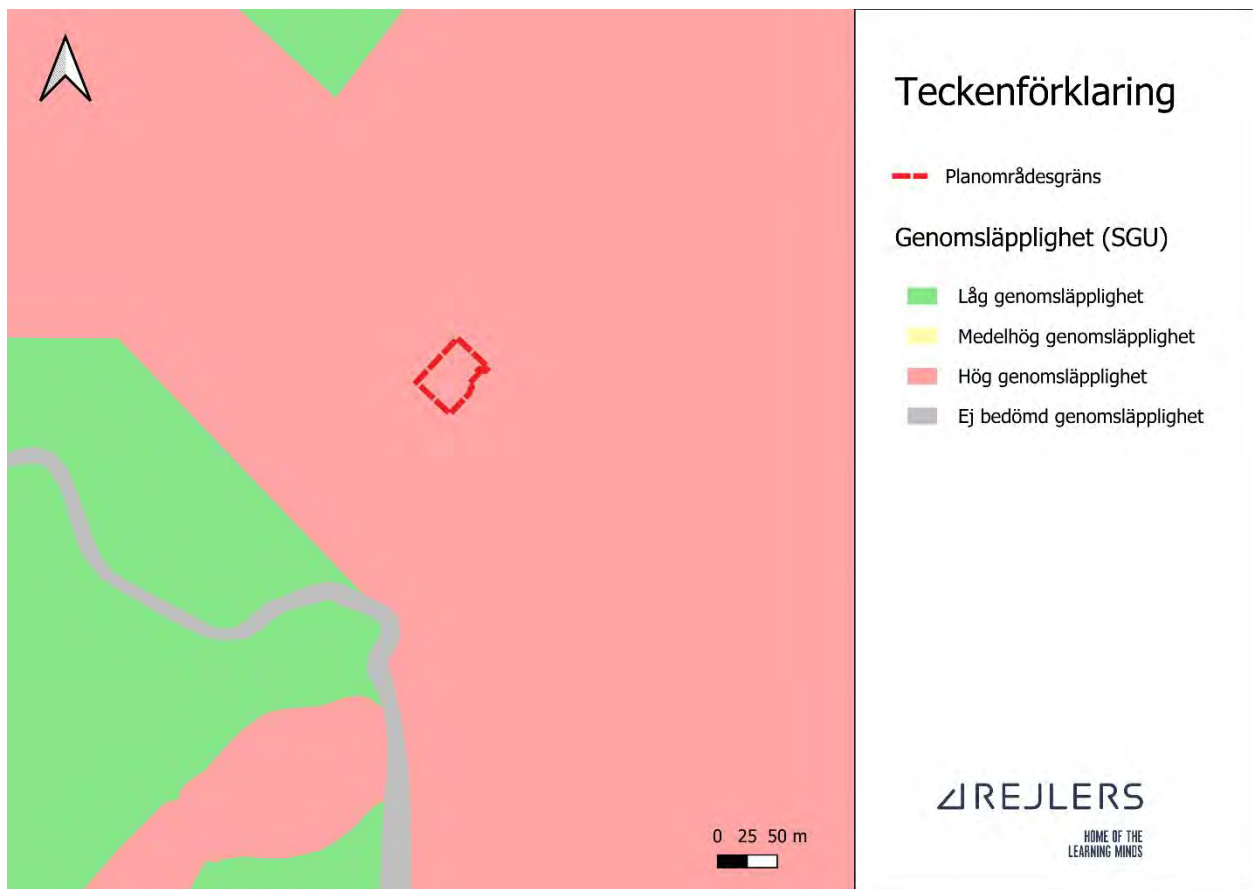 Teckenförklaring
Planområdesgräns
Genomsläpplighet (SGU)
Låg genomsläpplighet
Medelhög genomsläpplighet
Hög genomsläpplighet
Ej bedömd genomsläpplighet
0 25 50 m
REJLERS
HOME OF THE
LEARNING MINDS